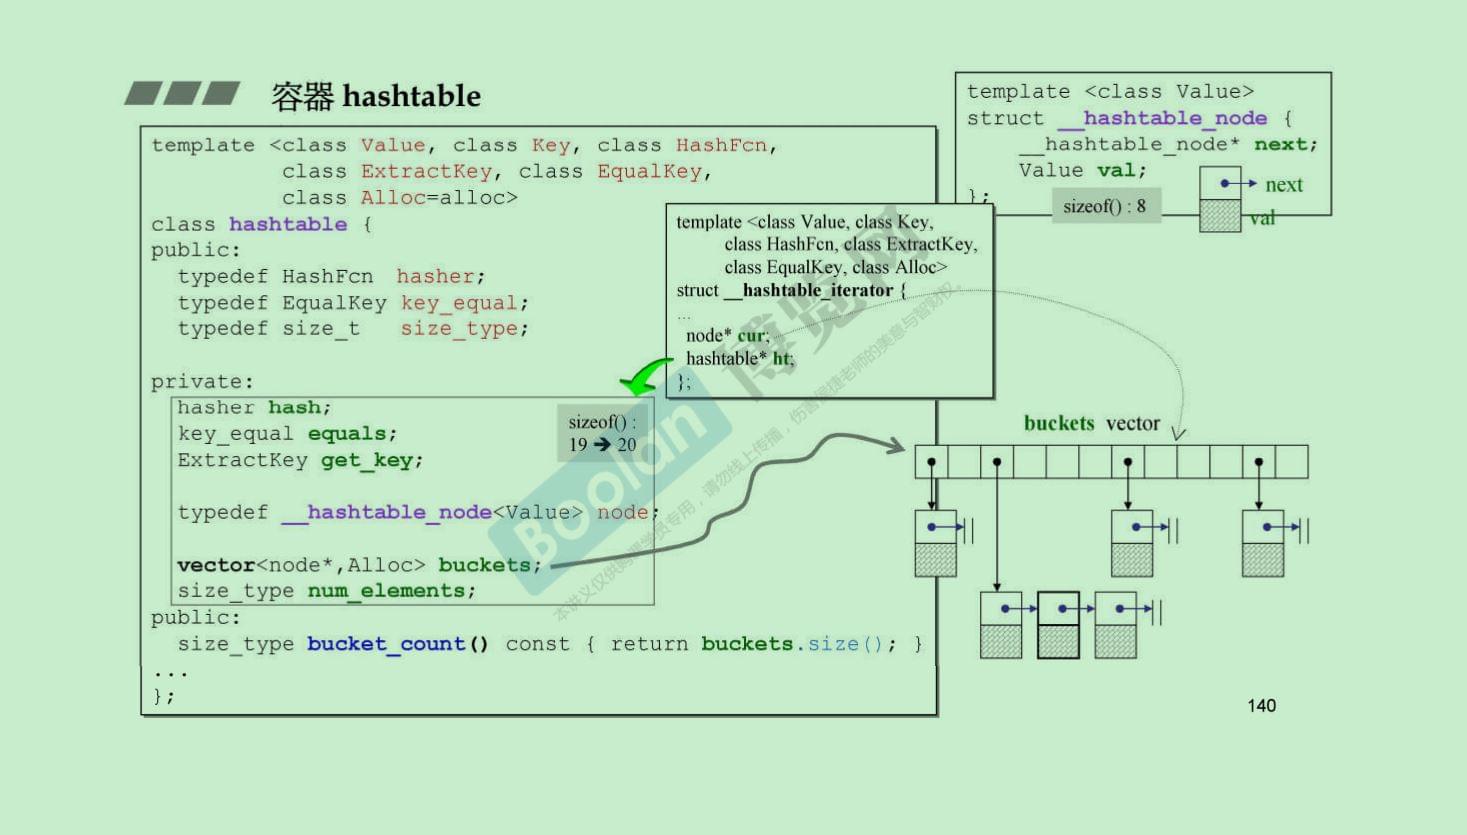 容器 hashtable
template <class Value, class Key, class HashFcn,
class ExtractKey, class EqualKey,
class Alloc=alloc>
class hashtable {
public:
typedef HashFcn hasher;
typedef EqualKey key_equal;
typedef size_t size_type;
private:
hasher hash;
key_equal equals;
ExtractKey get_key;
typedef __hashtable_node<Value> node;
vector<node*,Alloc> buckets;
size_type num_elements;
public:
size_type bucket_count() const { return buckets.size(); }
...
};
sizeof() :
19 ➔ 20
template <class Value, class Key,
class HashFcn, class ExtractKey,
class EqualKey, class Alloc>
struct __hashtable_iterator {
...
node* cur;
hashtable* ht;
};
template <class Value>
struct __hashtable_node {
__hashtable_node* next;
Value val;
};
sizeof() : 8
next
val
buckets vector
Boolan 博览网
本讲义仅供购课学员专用，请勿线上传播，伤害侯捷老师的美意与智财权。
140